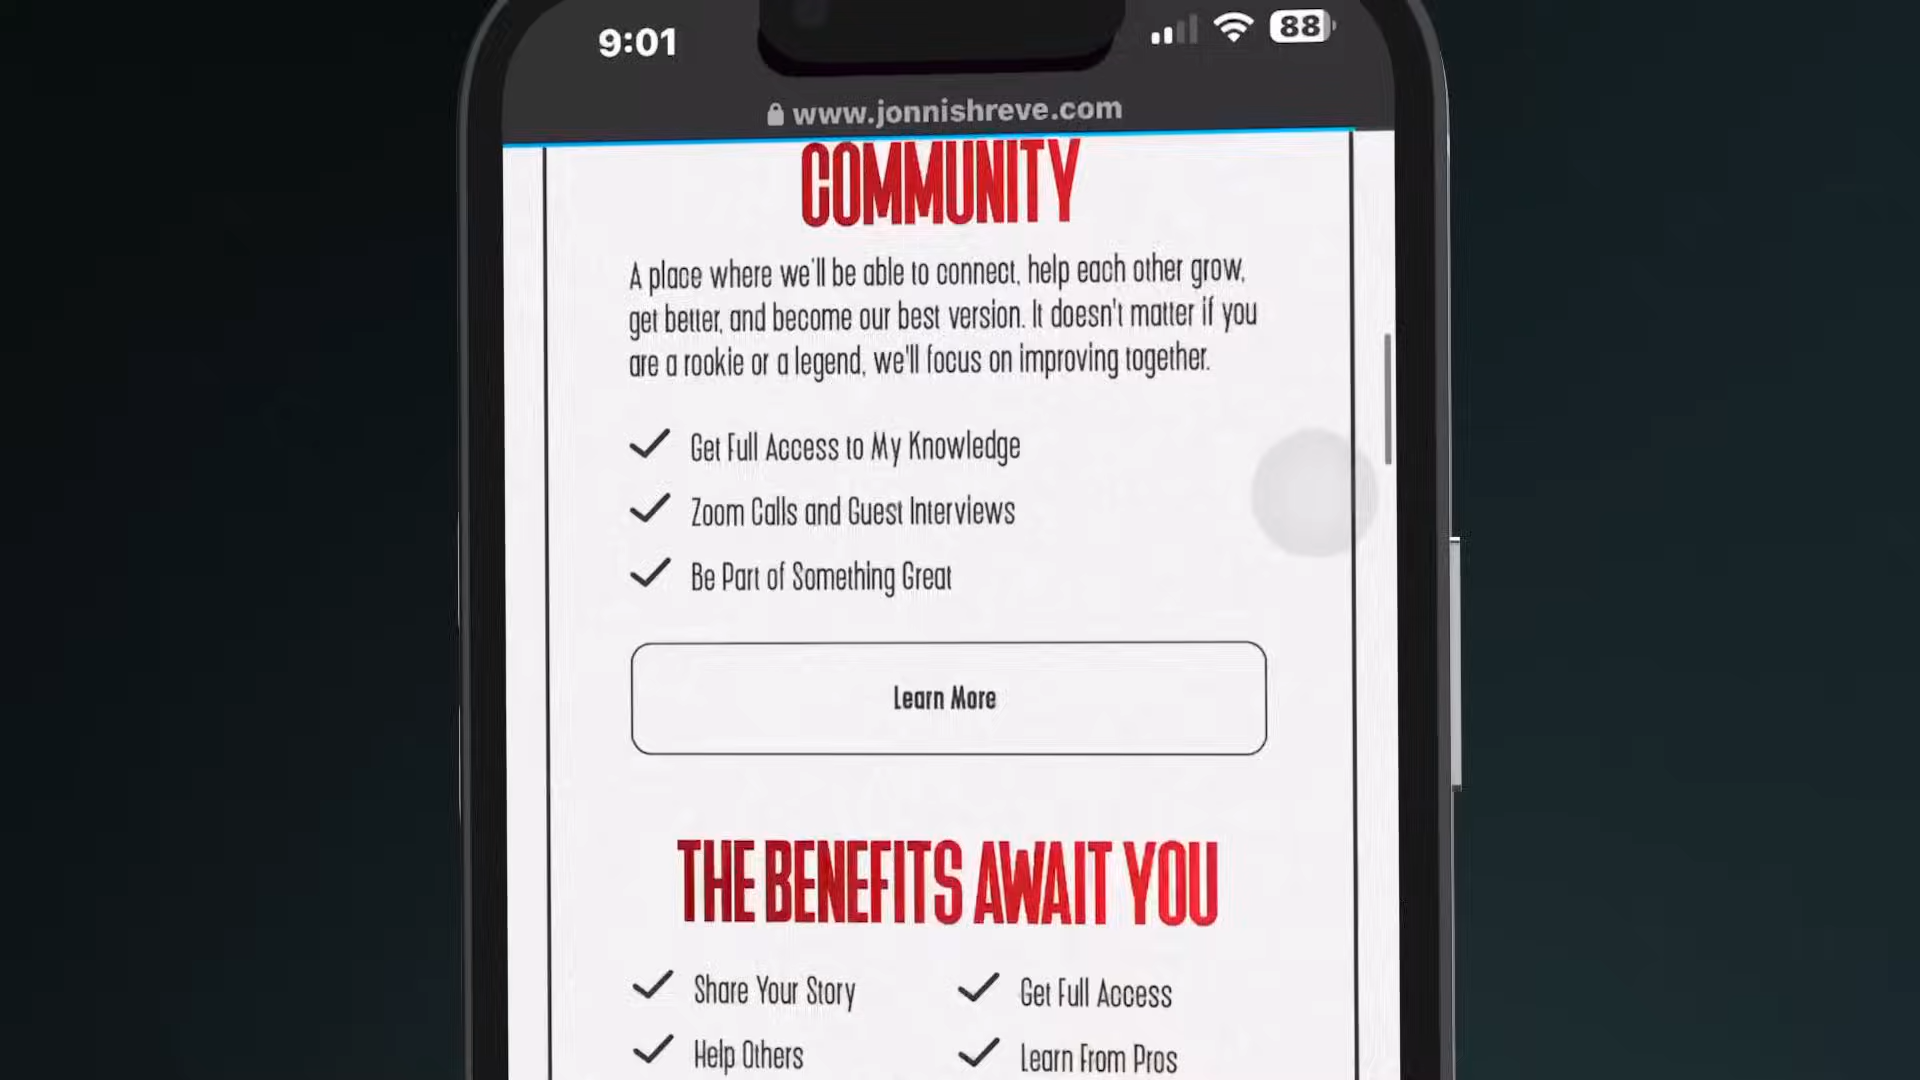 9:01
88
www.jonnishreve.com
COMMUNITY
A place where we'll be able to connect, help each other grow,
get better, and become our best version. It doesn't matter if you
are a rookie or a legend, we'll focus on improving together.
Get Full Access to My Knowledge
Zoom Calls and Guest Interviews
Be Part of Something Great
Learn More
THE BENEFITS AWAIT YOU
Share Your Story
Get Full Access
Help Others
Learn From Pros